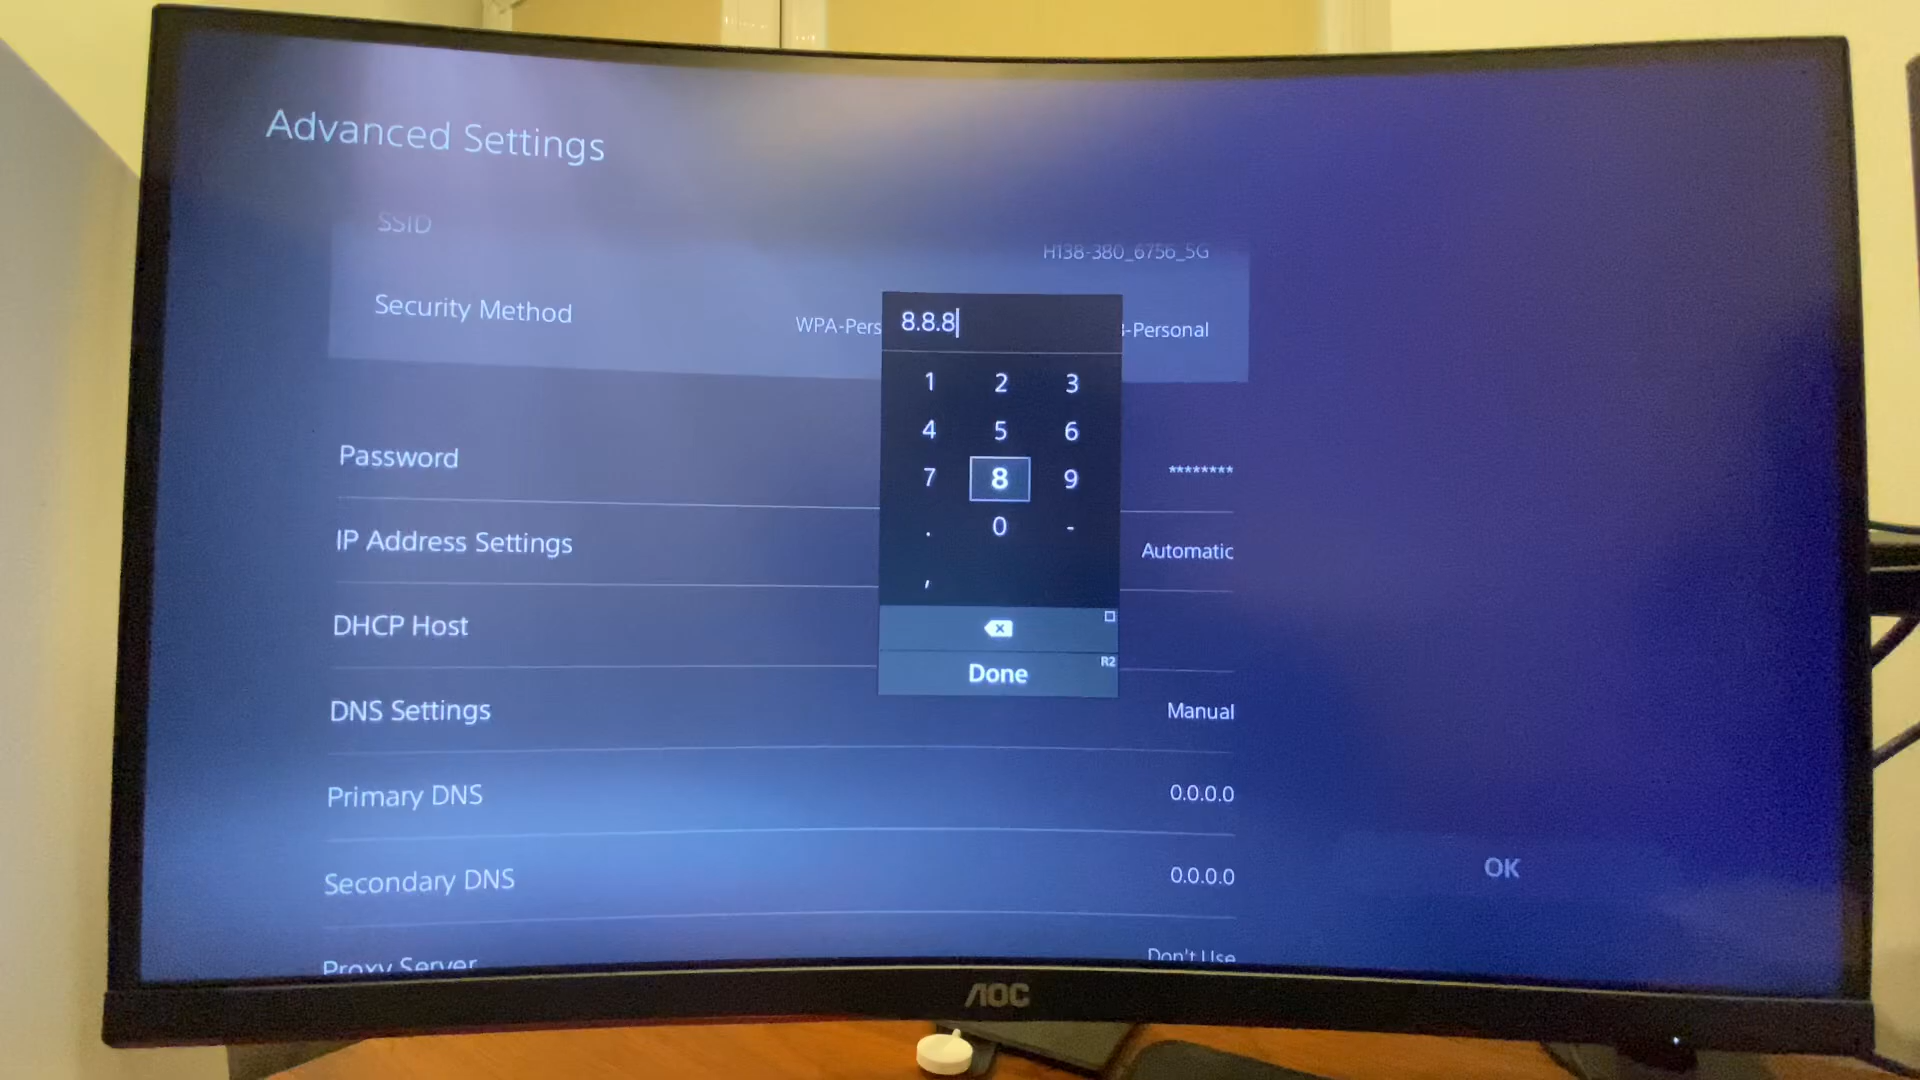 Advanced Settings
SSID
H138-380_6756_5G
Security Method
WPA-Pers
-Personal
8.8.8
1 2 3
4 5 6
7 8 9
. 0 -
,
Done
R2
Password
********
IP Address Settings
Automatic
DHCP Host
DNS Settings
Manual
Primary DNS
0.0.0.0
Secondary DNS
0.0.0.0
OK
Proxy Server
Don't Use
AOC